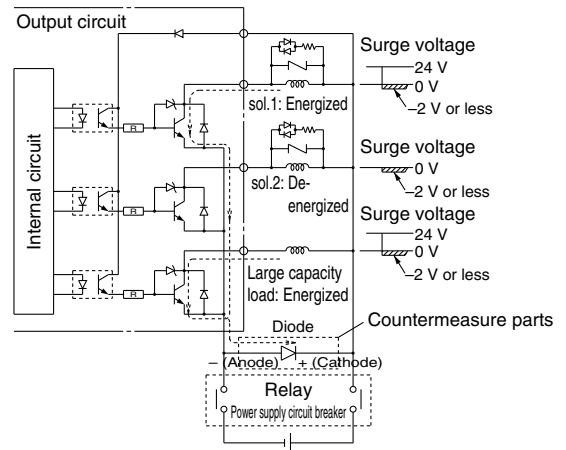 Output circuit
Internal circuit
R
R
R
sol.1: Energized
sol.2: De-
energized
Large capacity
load: Energized
Surge voltage
24 V
0 V
–2 V or less
Surge voltage
0 V
–2 V or less
Surge voltage
24 V
0 V
–2 V or less
Diode
Countermeasure parts
– (Anode)
+ (Cathode)
Relay
Power supply circuit breaker